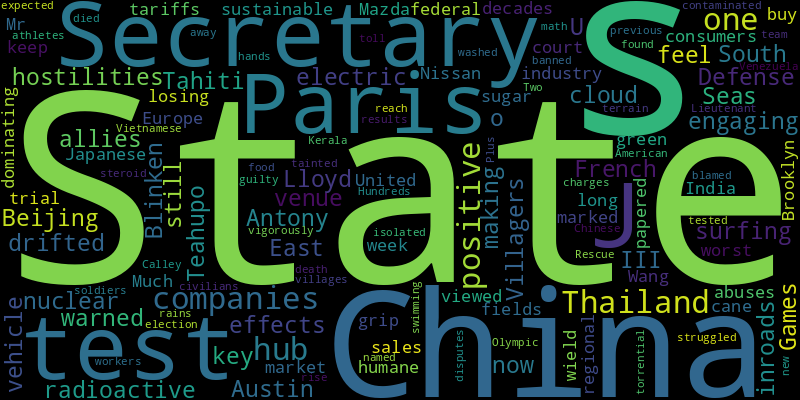 expected
died
tariffs
sustainable
Mazda
federal
decades
S
contaminated
Mr
athletes
Secretary
away
math
U
previous
one
buy
keep
toll
hands
washed
court
banned
found
team
consumers
hostilities
Tahiti
electric
Nissan
industry
feel
South
Venezuela
losing
Paris
sugar
Two
cloud
Defense
dominating
State
Europe
reach
results
o
terrain
Seas
Lieutenant
engaging
allies
Vietnamese
Kerala
Plus
green
American
Japanese
Blinken
still
food
tainted
positive
making
French
blamed
India
Brooklyn
steroid
guilty
Lloyd
United
Hundreds
charges
long
J
trial
Beijing
Teahupo
venue
Antony
vigorously
isolated
week
Villagers
marked
Chinese
papered
tested
surfing
drifted
East
Rescue
III
Wang
worst
Calley
death
villages
Much
soldiers
civilians
swimming
viewed
abuses
nuclear
companies
China
fields
Thailand
cane
inroads
Games
vehicle
warned
rains
election
effects
grip
sales
disputes
Olympic
now
wield
regional
torrential
struggled
test
workers
key
hub
market
named
humane
new
radioactive
Austin
rise